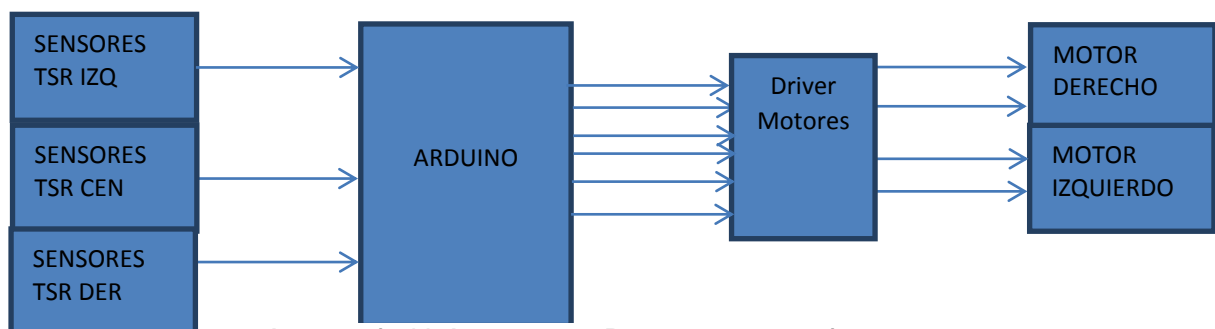 SENSORES
TSR IZQ
SENSORES
TSR CEN
SENSORES
TSR DER
ARDUINO
Driver
Motores
MOTOR
DERECHO
MOTOR
IZQUIERDO